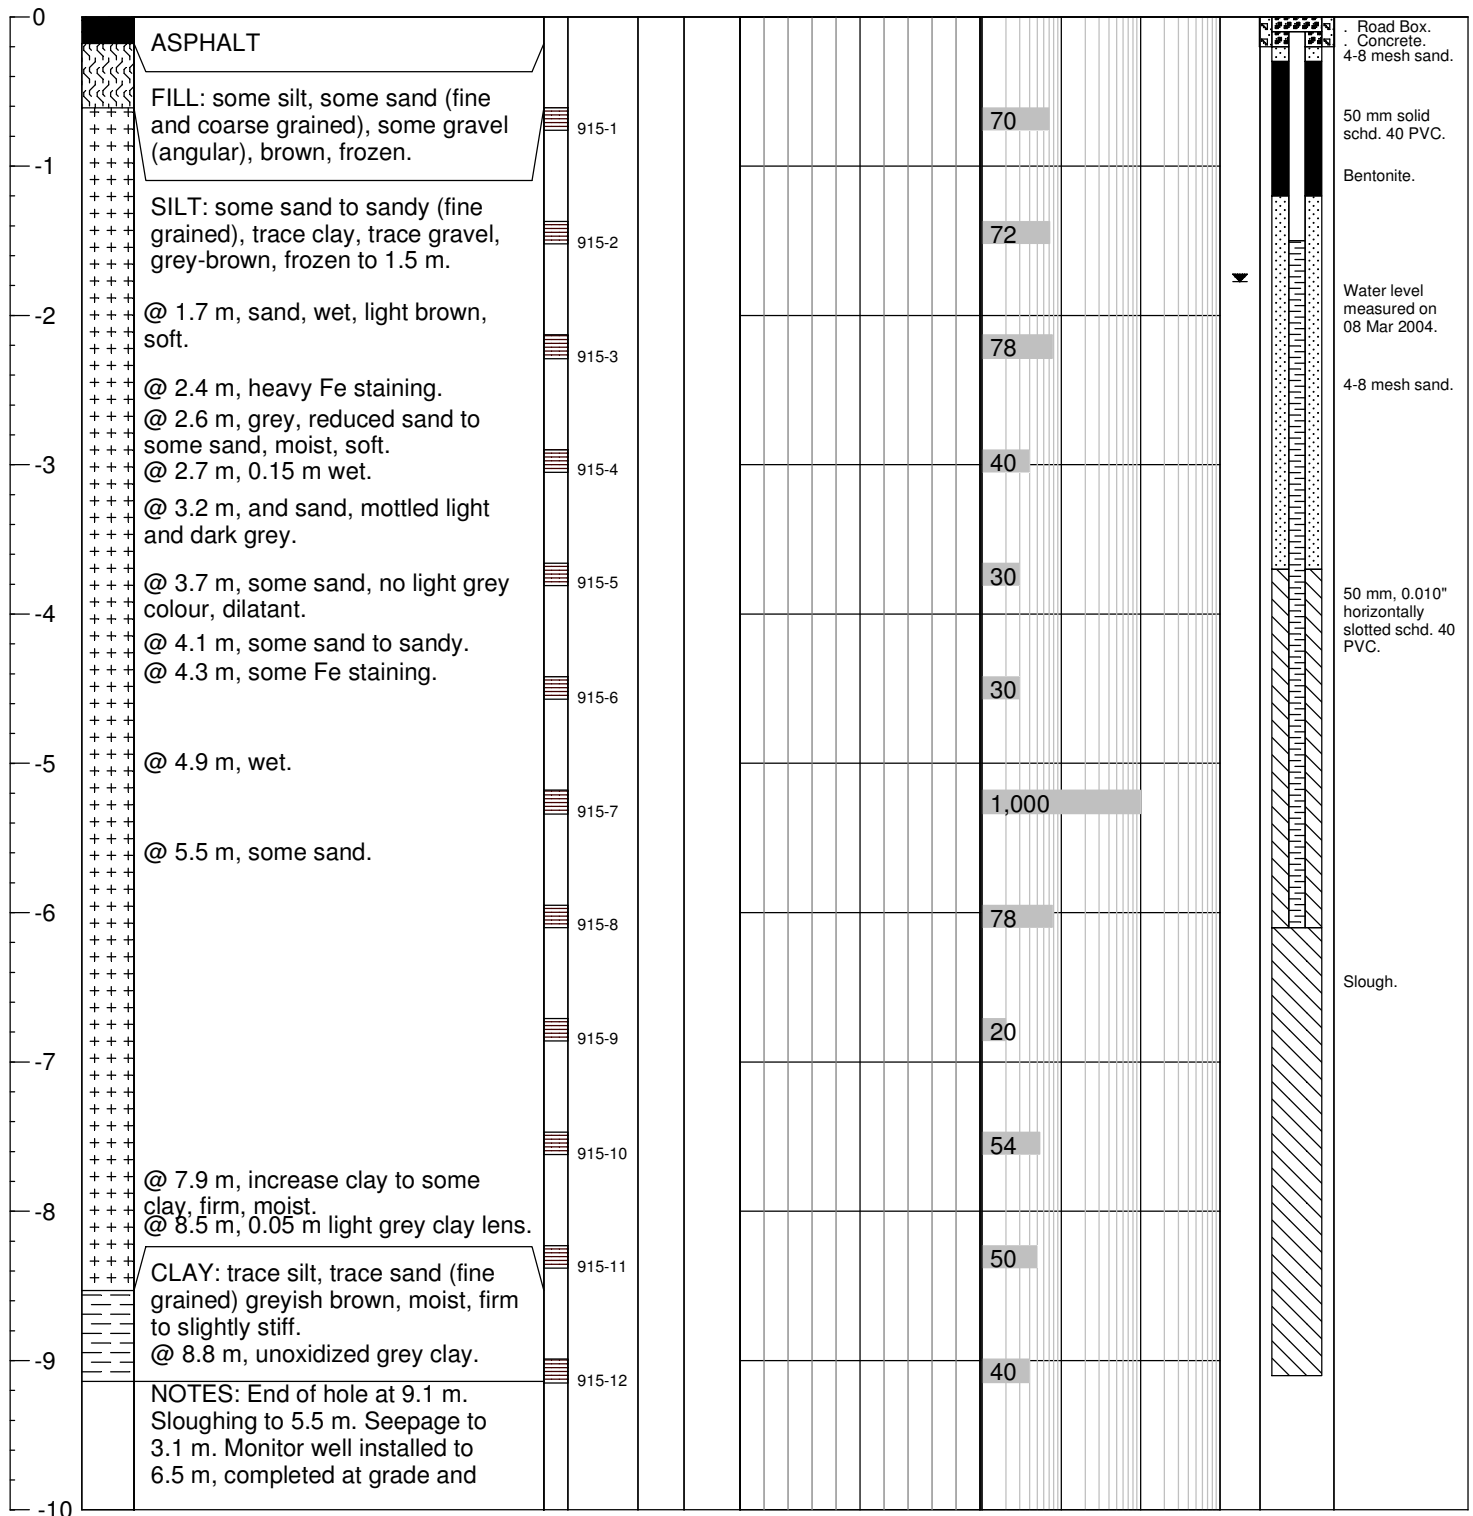 0
-1
-2
-3
-4
-5
-6
-7
-8
-9
-10
ASPHALT
FILL: some silt, some sand (fine
and coarse grained), some gravel
(angular), brown, frozen.
SILT: some sand to sandy (fine
grained), trace clay, trace gravel,
grey-brown, frozen to 1.5 m.
@ 1.7 m, sand, wet, light brown,
soft.
@ 2.4 m, heavy Fe staining.
@ 2.6 m, grey, reduced sand to
some sand, moist, soft.
@ 2.7 m, 0.15 m wet.
@ 3.2 m, and sand, mottled light
and dark grey.
@ 3.7 m, some sand, no light grey
colour, dilatant.
@ 4.1 m, some sand to sandy.
@ 4.3 m, some Fe staining.
@ 4.9 m, wet.
@ 5.5 m, some sand.
@ 7.9 m, increase clay to some
clay, firm, moist.
@ 8.5 m, 0.05 m light grey clay lens.
CLAY: trace silt, trace sand (fine
grained) greyish brown, moist, firm
to slightly stiff.
@ 8.8 m, unoxidized grey clay.
NOTES: End of hole at 9.1 m.
Sloughing to 5.5 m. Seepage to
3.1 m. Monitor well installed to
6.5 m, completed at grade and
915-1
915-2
915-3
915-4
915-5
915-6
915-7
915-8
915-9
915-10
915-11
915-12
70
72
78
40
30
30
1,000
78
20
54
50
40
. Road Box.
. Concrete.
4-8 mesh sand.
50 mm solid
schd. 40 PVC.
Bentonite.
Water level
measured on
08 Mar 2004.
4-8 mesh sand.
50 mm, 0.010"
horizontally
slotted schd. 40
PVC.
Slough.